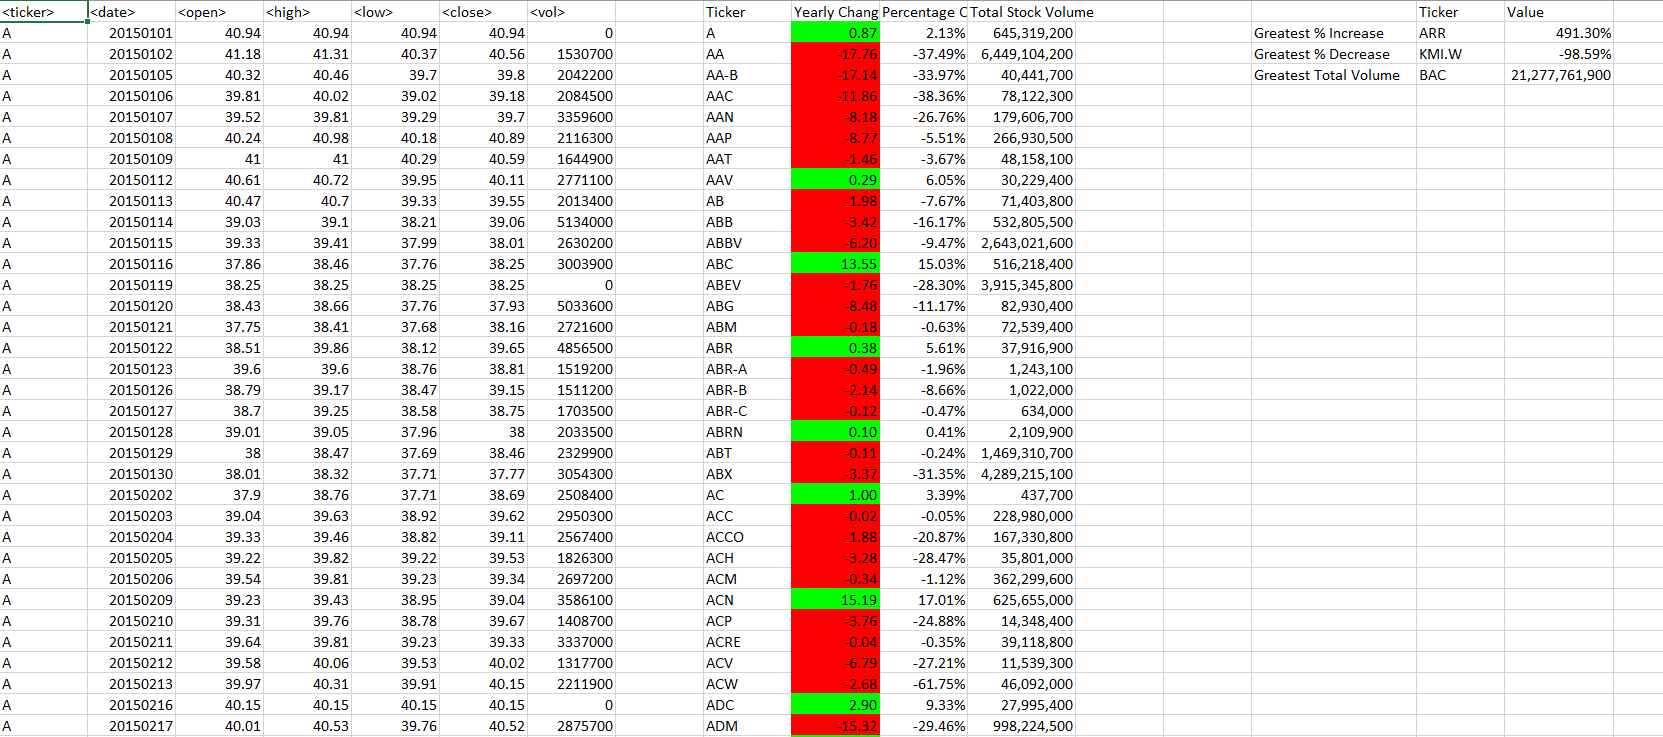 <ticker> <date> <open> <high> <low> <close> <vol> Ticker Yearly Chang Percentage C Total Stock Volume Ticker Value
A 20150101 40.94 40.94 40.94 40.94 0 A 0.87 2.13% 645,319,200 Greatest % Increase ARR 491.30%
A 20150102 41.18 41.31 40.37 40.56 1530700 AA -17.76 -37.49% 6,449,104,200 Greatest % Decrease KMI.W -98.59%
A 20150105 40.32 40.46 39.7 39.8 2042200 AA-B -17.14 -33.97% 40,441,700 Greatest Total Volume BAC 21,277,761,900
A 20150106 39.81 40.02 39.02 39.18 2084500 AAC -11.86 -38.36% 78,122,300
A 20150107 39.52 39.81 39.29 39.7 3359600 AAN -8.18 -26.76% 179,606,700
A 20150108 40.24 40.98 40.18 40.89 2116300 AAP -8.77 -5.51% 266,930,500
A 20150109 41 41 40.29 40.59 1644900 AAT -1.46 -3.67% 48,158,100
A 20150112 40.61 40.72 39.95 40.11 2771100 AAV 0.29 6.05% 30,229,400
A 20150113 40.47 40.7 39.33 39.55 2013400 AB -1.98 -7.67% 71,403,800
A 20150114 39.03 39.1 38.21 39.06 5134000 ABB -3.42 -16.17% 532,805,500
A 20150115 39.33 39.41 37.99 38.01 2630200 ABBV -6.20 -9.47% 2,643,021,600
A 20150116 37.86 38.46 37.76 38.25 3003900 ABC 13.55 15.03% 516,218,400
A 20150119 38.25 38.25 38.25 38.25 0 ABEV -1.76 -28.30% 3,915,345,800
A 20150120 38.43 38.66 37.76 37.93 5033600 ABG -8.48 -11.17% 82,930,400
A 20150121 37.75 38.41 37.68 38.16 2721600 ABM -0.18 -0.63% 72,539,400
A 20150122 38.51 39.86 38.12 39.65 4856500 ABR 0.38 5.61% 37,916,900
A 20150123 39.6 39.6 38.76 38.81 1519200 ABR-A -0.49 -1.96% 1,243,100
A 20150126 38.79 39.17 38.47 39.15 1511200 ABR-B -2.14 -8.66% 1,022,000
A 20150127 38.7 39.25 38.58 38.75 1703500 ABR-C -0.12 -0.47% 634,000
A 20150128 39.01 39.05 37.96 38 2033500 ABRN 0.10 0.41% 2,109,900
A 20150129 38 38.47 37.69 38.46 2329900 ABT -0.11 -0.24% 1,469,310,700
A 20150130 38.01 38.32 37.71 37.77 3054300 ABX -3.37 -31.35% 4,289,215,100
A 20150202 37.9 38.76 37.71 38.69 2508400 AC 1.00 3.39% 437,700
A 20150203 39.04 39.63 38.92 39.62 2950300 ACC -0.02 -0.05% 228,980,000
A 20150204 39.33 39.46 38.82 39.11 2567400 ACCO -1.88 -20.87% 167,330,800
A 20150205 39.22 39.82 39.22 39.53 1826300 ACH -3.28 -28.47% 35,801,000
A 20150206 39.54 39.81 39.23 39.34 2697200 ACM -0.34 -1.12% 362,299,600
A 20150209 39.23 39.43 38.95 39.04 3586100 ACN 15.19 17.01% 625,655,000
A 20150210 39.31 39.76 38.78 39.67 1408700 ACP -3.76 -24.88% 14,348,400
A 20150211 39.64 39.81 39.23 39.33 3337000 ACRE -0.04 -0.35% 39,118,800
A 20150212 39.58 40.06 39.53 40.02 1317700 ACV -6.79 -27.21% 11,539,300
A 20150213 39.97 40.31 39.91 40.15 2211900 ACW -2.68 -61.75% 46,092,000
A 20150216 40.15 40.15 40.15 40.15 0 ADC 2.90 9.33% 27,995,400
A 20150217 40.01 40.53 39.76 40.52 2875700 ADM -15.32 -29.46% 998,224,500